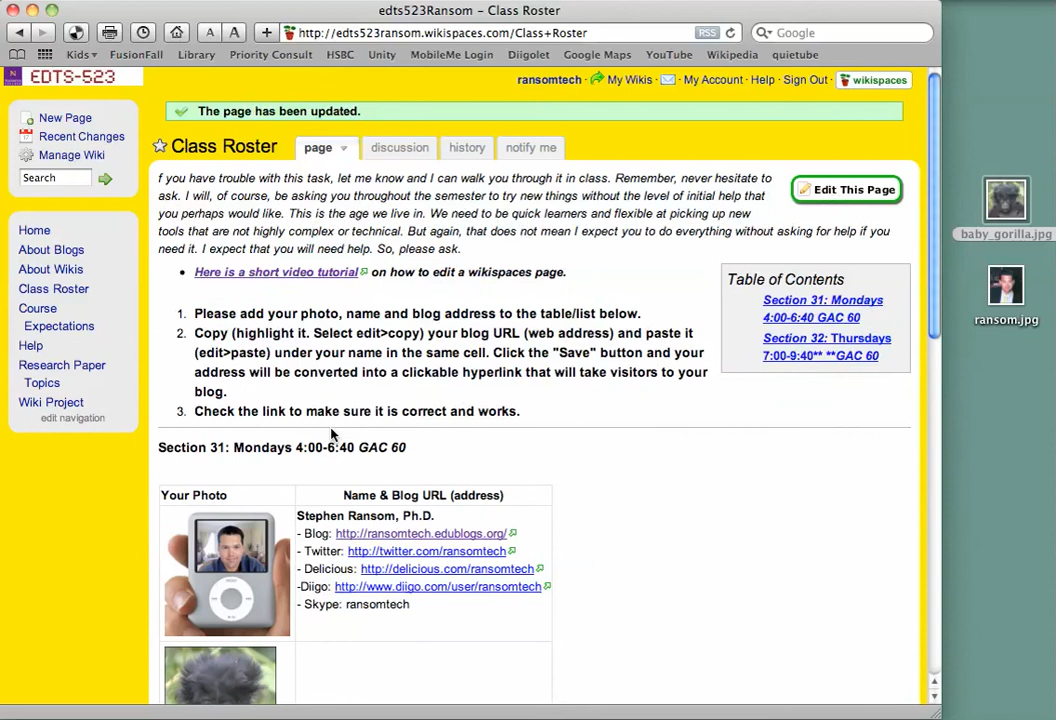 edts523Ransom – Class Roster
http://edts523ransom.wikispaces.com/Class+Roster
RSS
Google
Kids FusionFall Library Priority Consult HSBC Unity MobileMe Login Diigolet Google Maps YouTube Wikipedia quietube
EDTS-523
ransomtech · My Wikis | My Account · Help · Sign Out · wikispaces
New Page
Recent Changes
Manage Wiki
Search
Home
About Blogs
About Wikis
Class Roster
Course
Expectations
Help
Research Paper
Topics
Wiki Project
edit navigation
The page has been updated.
Class Roster page discussion history notify me
Edit This Page
f you have trouble with this task, let me know and I can walk you through it in class. Remember, never hesitate to
ask. I will, of course, be asking you throughout the semester to try new things without the level of initial help that
you perhaps would like. This is the age we live in. We need to be quick learners and flexible at picking up new
tools that are not highly complex or technical. But again, that does not mean I expect you to do everything without asking for help if you
need it. I expect that you will need help. So, please ask.
• Here is a short video tutorial on how to edit a wikispaces page.
1. Please add your photo, name and blog address to the table/list below.
2. Copy (highlight it. Select edit>copy) your blog URL (web address) and paste it
(edit>paste) under your name in the same cell. Click the "Save" button and your
address will be converted into a clickable hyperlink that will take visitors to your
blog.
3. Check the link to make sure it is correct and works.
Table of Contents
Section 31: Mondays
4:00-6:40 GAC 60
Section 32: Thursdays
7:00-9:40** **GAC 60
Section 31: Mondays 4:00-6:40 GAC 60
Your Photo Name & Blog URL (address)
Stephen Ransom, Ph.D.
- Blog: http://ransomtech.edublogs.org/
- Twitter: http://twitter.com/ransomtech
- Delicious: http://delicious.com/ransomtech
-Diigo: http://www.diigo.com/user/ransomtech
- Skype: ransomtech
baby_gorilla.jpg
ransom.jpg